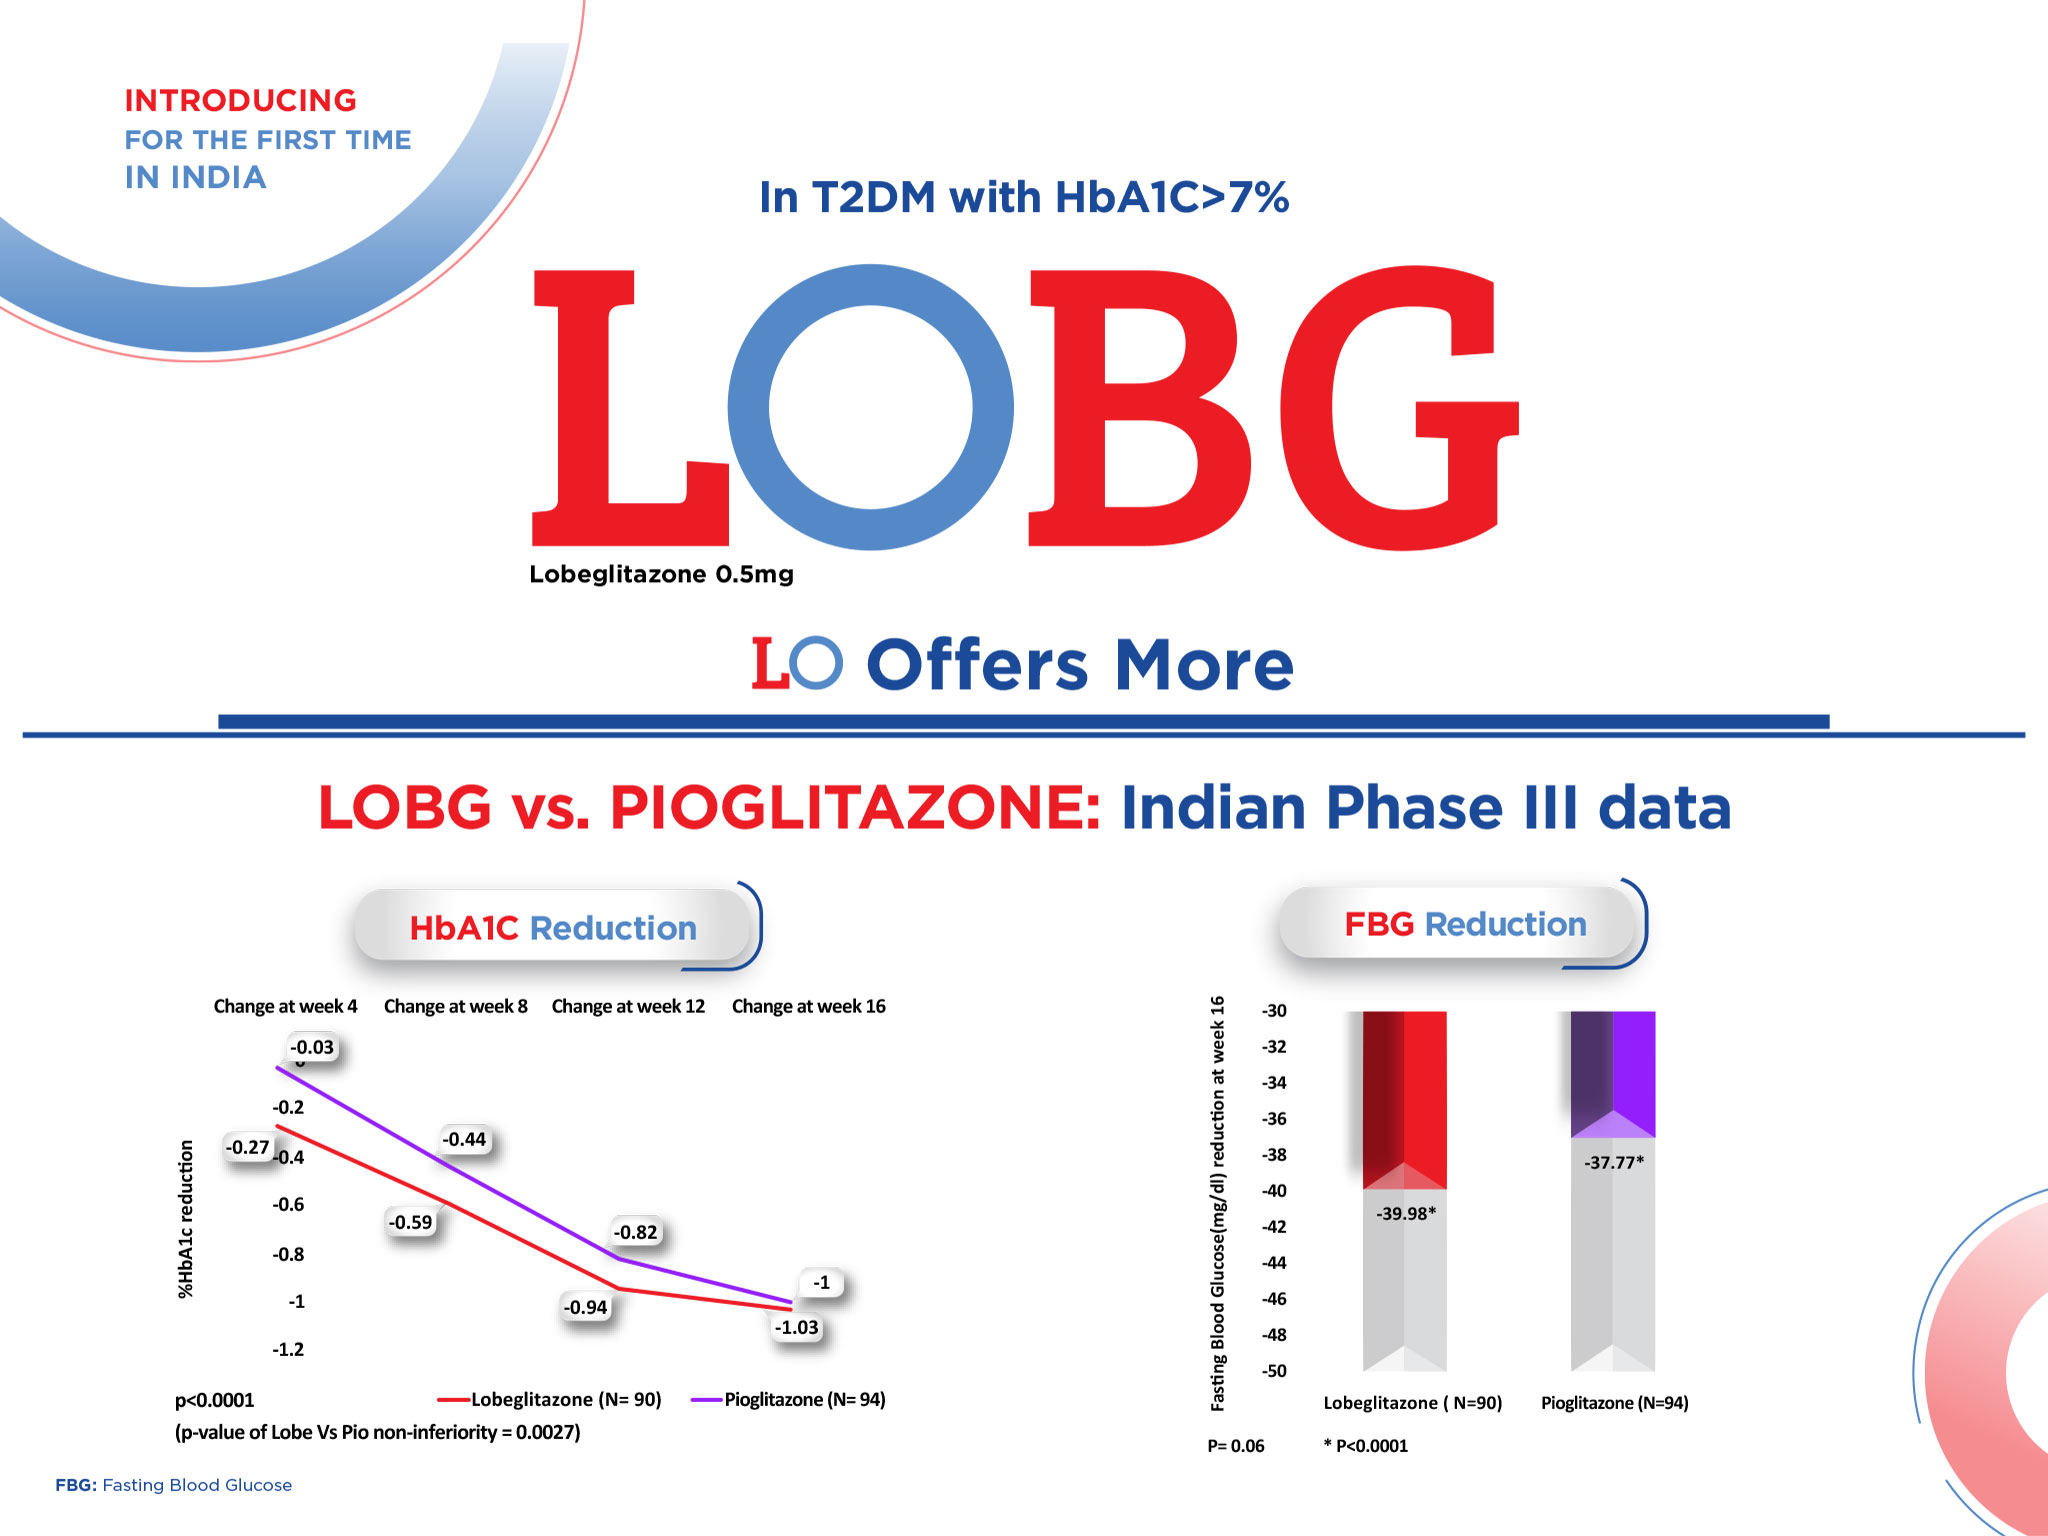 INTRODUCING
FOR THE FIRST TIME
IN INDIA
In T2DM with HbA1C>7%
LOBG
Lobeglitazone 0.5mg
LO Offers More
LOBG vs. PIOGLITAZONE: Indian Phase III data
HbA1C Reduction
Change at week 4 Change at week 8 Change at week 12 Change at week 16
%HbA1c reduction
0
-0.2
-0.4
-0.6
-0.8
-1
-1.2
-0.03
-0.44
-0.82
-1
-0.27
-0.59
-0.94
-1.03
p<0.0001
Lobeglitazone (N= 90) Pioglitazone (N= 94)
(p-value of Lobe Vs Pio non-inferiority = 0.0027)
FBG Reduction
Fasting Blood Glucose(mg/dl) reduction at week 16
-30
-32
-34
-36
-38
-40
-42
-44
-46
-48
-50
-39.98*
-37.77*
Lobeglitazone ( N=90) Pioglitazone (N=94)
P= 0.06 * P<0.0001
FBG: Fasting Blood Glucose